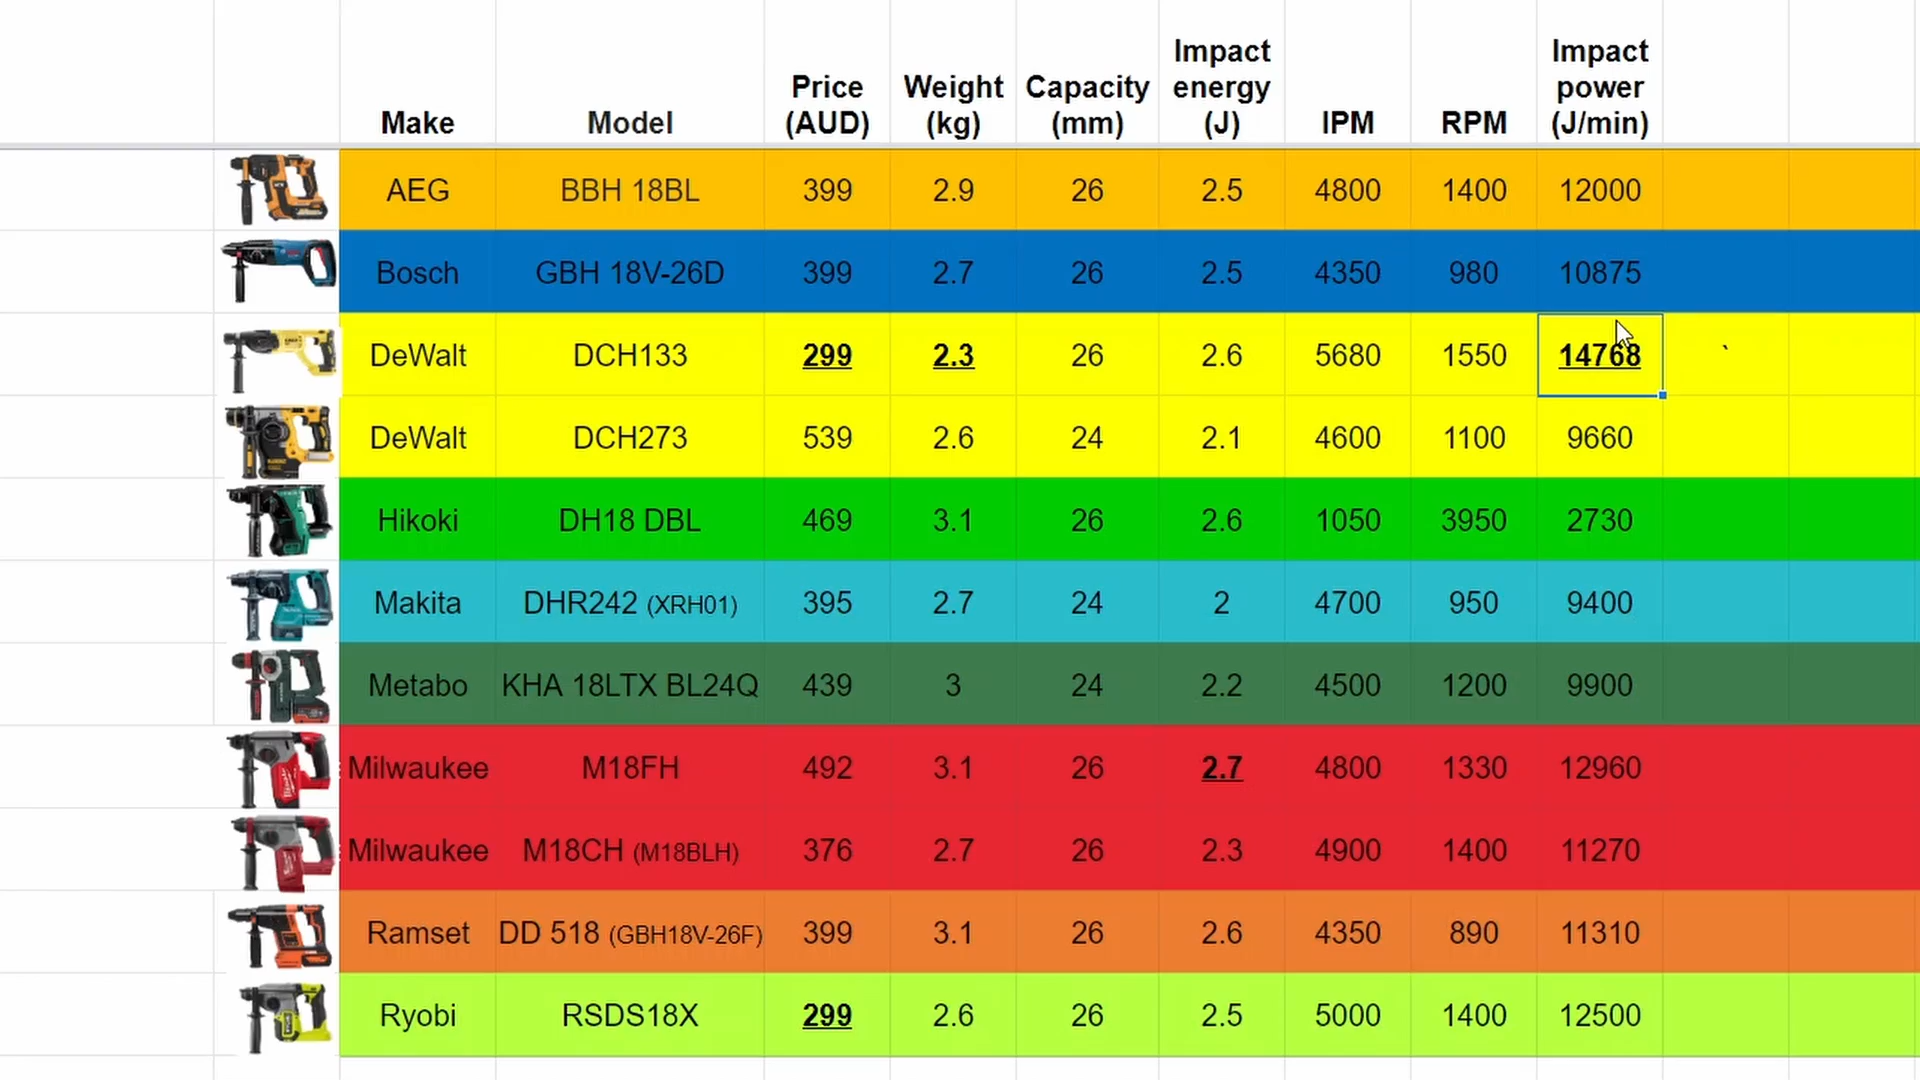 Make Model Price (AUD) Weight (kg) Capacity (mm) Impact energy (J) IPM RPM Impact power (J/min)
AEG BBH 18BL 399 2.9 26 2.5 4800 1400 12000
Bosch GBH 18V-26D 399 2.7 26 2.5 4350 980 10875
DeWalt DCH133 299 2.3 26 2.6 5680 1550 14768 `
DeWalt DCH273 539 2.6 24 2.1 4600 1100 9660
Hikoki DH18 DBL 469 3.1 26 2.6 1050 3950 2730
Makita DHR242 (XRH01) 395 2.7 24 2 4700 950 9400
Metabo KHA 18LTX BL24Q 439 3 24 2.2 4500 1200 9900
Milwaukee M18FH 492 3.1 26 2.7 4800 1330 12960
Milwaukee M18CH (M18BLH) 376 2.7 26 2.3 4900 1400 11270
Ramset DD 518 (GBH18V-26F) 399 3.1 26 2.6 4350 890 11310
Ryobi RSDS18X 299 2.6 26 2.5 5000 1400 12500